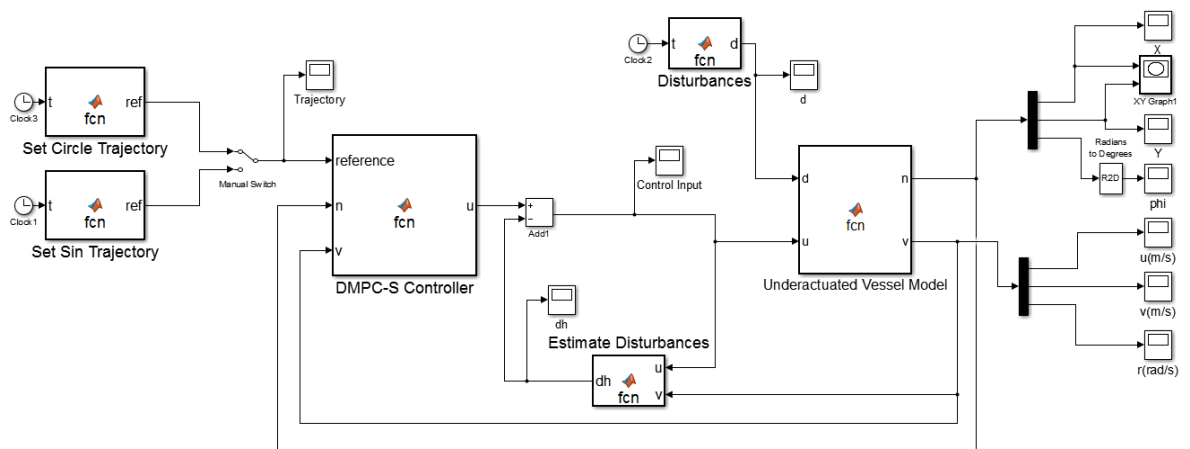 t
fcn
ref
Clock3
Set Circle Trajectory
t
fcn
ref
Clock1
Set Sin Trajectory
Manual Switch
Trajectory
reference
n
v
fcn
u
DMPC-S Controller
+
−
Add1
Control Input
dh
Estimate Disturbances
dh
fcn
u
v
Clock2
t
fcn
d
Disturbances
d
d
u
fcn
n
v
Underactuated Vessel Model
X
XY Graph1
Y
Radians
to Degrees
R2D
phi
u(m/s)
v(m/s)
r(rad/s)